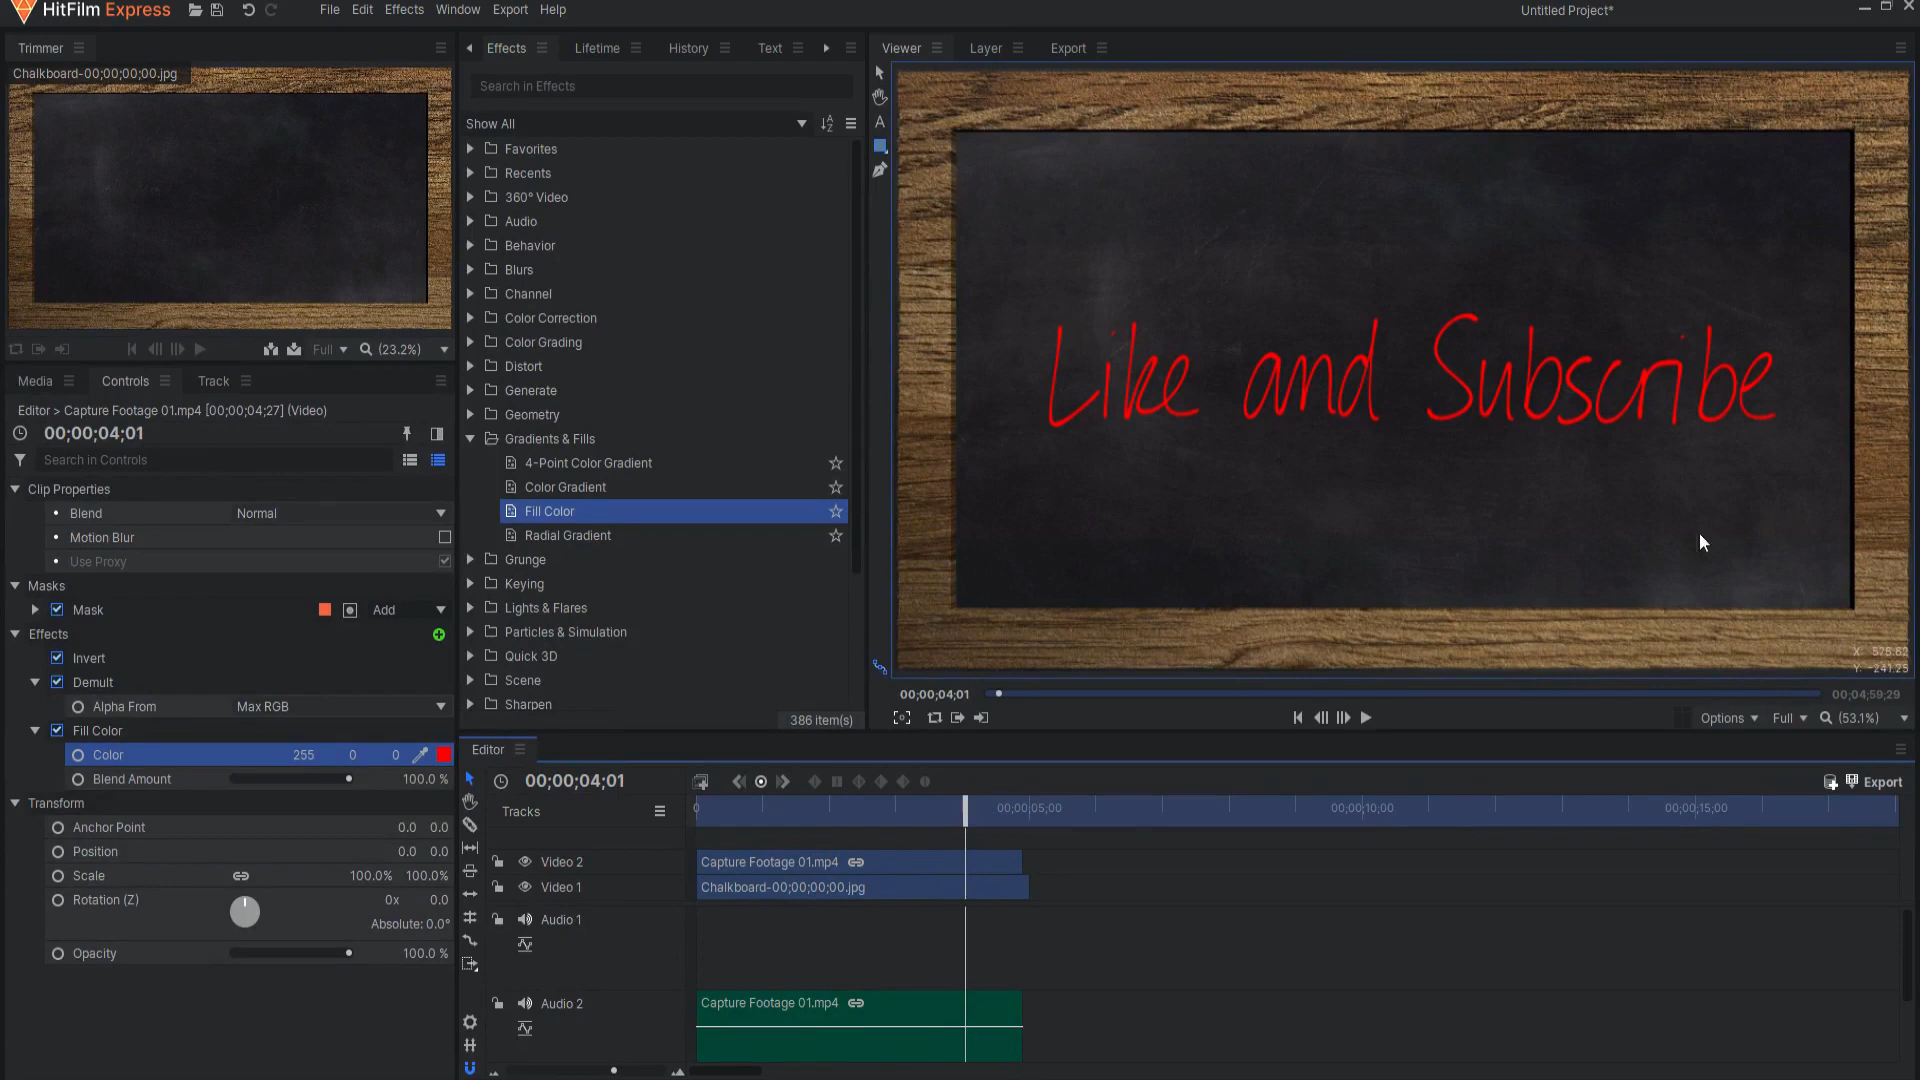 HitFilm Express
File Edit Effects Window Export Help
Untitled Project*
Trimmer
Chalkboard-00;00;00;00.jpg
Full (23.2%)
Media Controls Track
Editor > Capture Footage 01.mp4 [00;00;04;27] (Video)
00;00;04;01
Search in Controls
Clip Properties
Blend Normal
Motion Blur
Use Proxy
Masks
Mask Add
Effects
Invert
Demult
Alpha From Max RGB
Fill Color
Color 255 0 0
Blend Amount 100.0 %
Transform
Anchor Point 0.0 0.0
Position 0.0 0.0
Scale 100.0% 100.0%
Rotation (Z) 0x 0.0
Absolute: 0.0°
Opacity 100.0 %
Effects Lifetime History Text
Search in Effects
Show All
Favorites
Recents
360° Video
Audio
Behavior
Blurs
Channel
Color Correction
Color Grading
Distort
Generate
Geometry
Gradients & Fills
4-Point Color Gradient
Color Gradient
Fill Color
Radial Gradient
Grunge
Keying
Lights & Flares
Particles & Simulation
Quick 3D
Scene
Sharpen
386 item(s)
Viewer Layer Export
A
Like and Subscribe
X: 576.62
Y: -241.25
00;00;04;01 00;04;59;29
Options Full (53.1%)
Editor
00;00;04;01
Export
Tracks
0 00;00;05;00 00;00;10;00 00;00;15;00
Video 2 Capture Footage 01.mp4
Video 1 Chalkboard-00;00;00;00.jpg
Audio 1
Audio 2 Capture Footage 01.mp4